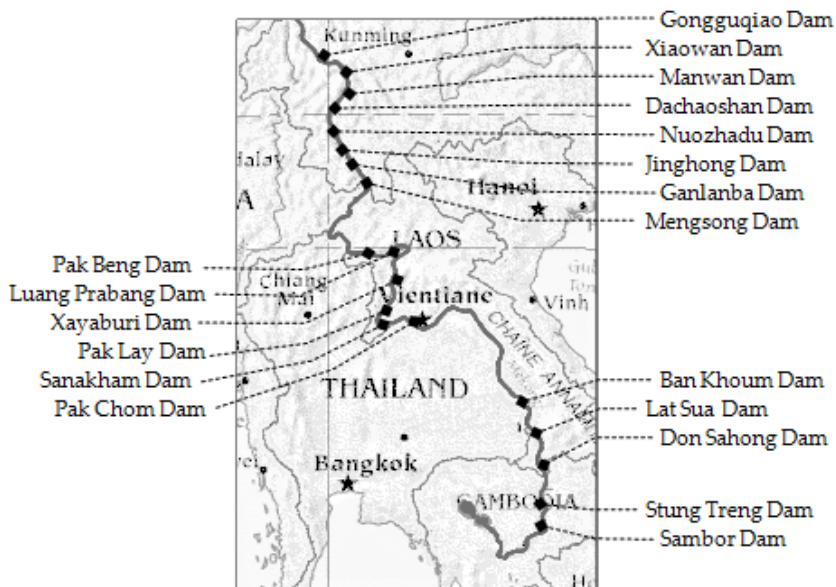 Gongguqiao Dam
Kunming
Xiaowan Dam
Manwan Dam
Dachaoshan Dam
Nuozhadu Dam
Jinghong Dam
Hanoi
Ganlanba Dam
Mengsong Dam
LAOS
Pak Beng Dam
Chiang
Mai
Luang Prabang Dam
Vientiane
Vinh
Xayaburi Dam
Pak Lay Dam
Sanakham Dam
Pak Chom Dam
THAILAND
Ban Khoum Dam
Lat Sua Dam
Don Sahong Dam
Bangkok
CAMBODIA
Stung Treng Dam
Sambor Dam